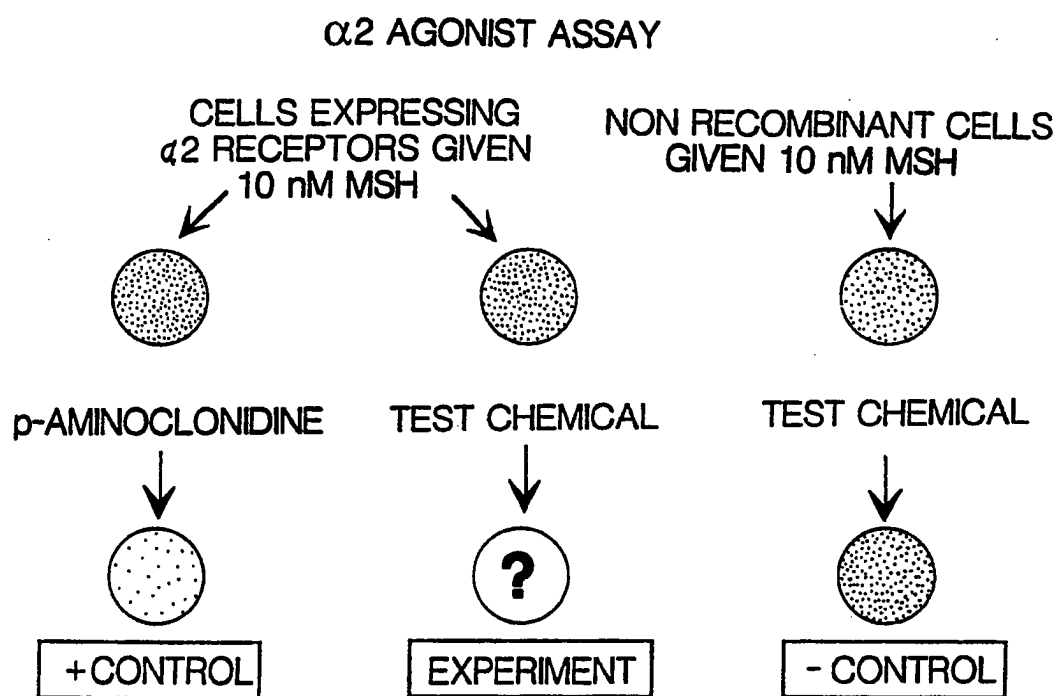 α2 AGONIST ASSAY
CELLS EXPRESSING
α2 RECEPTORS GIVEN
10 nM MSH
NON RECOMBINANT CELLS
GIVEN 10 nM MSH
p-AMINOCLONIDINE
TEST CHEMICAL
TEST CHEMICAL
?
+CONTROL
EXPERIMENT
- CONTROL